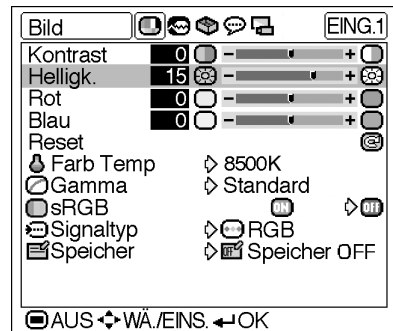 Bild EING.1
Kontrast 0 - +
Helligk. 15 - +
Rot 0 - +
Blau 0 - +
Reset
Farb Temp 8500K
Gamma Standard
sRGB ON OFF
Signaltyp RGB
Speicher OFF Speicher OFF
AUS WÄ./EINS. OK